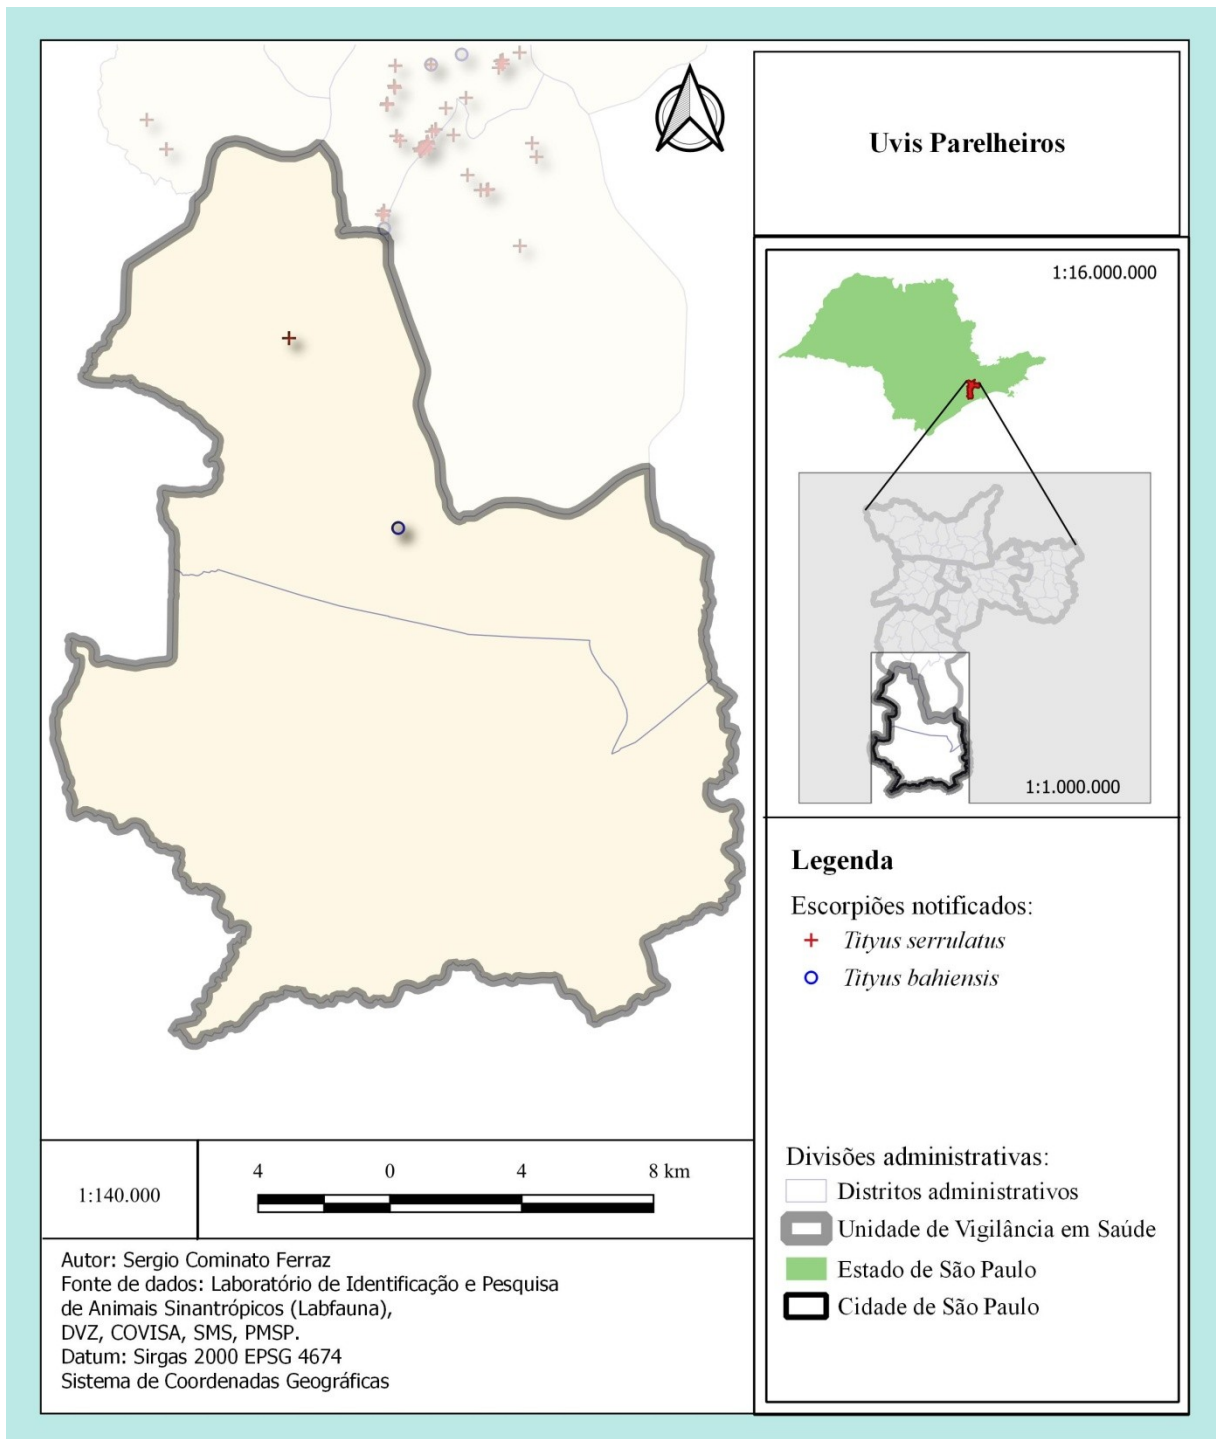 Uvis Parelheiros
1:16.000.000
1:1.000.000
Legenda
Escorpiões notificados:
Tityus serrulatus
Tityus bahiensis
Divisões administrativas:
Distritos administrativos
Unidade de Vigilância em Saúde
Estado de São Paulo
Cidade de São Paulo
1:140.000
4 0 4 8 km
Autor: Sergio Cominato Ferraz
Fonte de dados: Laboratório de Identificação e Pesquisa
de Animais Sinantrópicos (Labfauna),
DVZ, COVISA, SMS, PMSP.
Datum: Sirgas 2000 EPSG 4674
Sistema de Coordenadas Geográficas